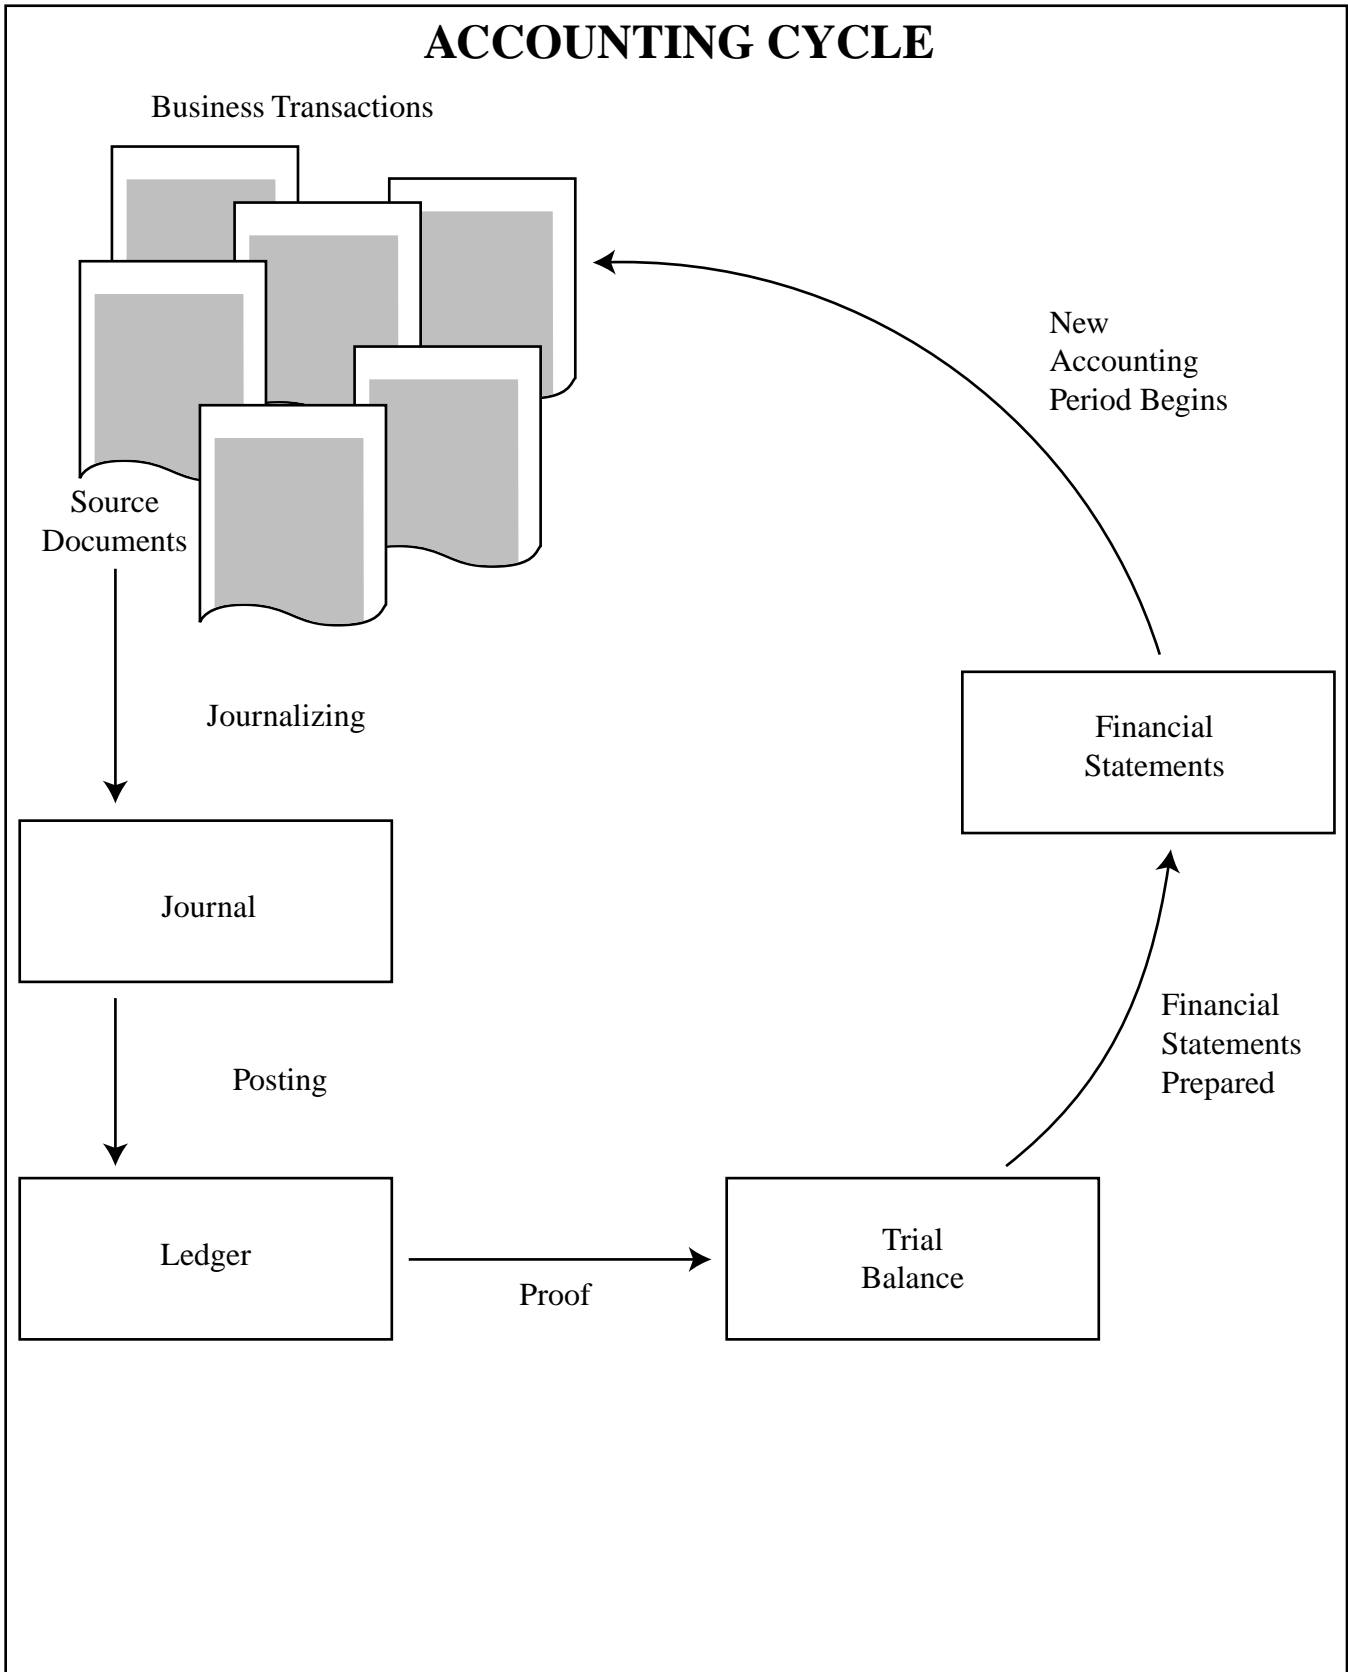 ACCOUNTING CYCLE
Business Transactions
New
Accounting
Period Begins
Source
Documents
Journalizing
Financial
Statements
Journal
Financial
Statements
Prepared
Posting
Ledger
Proof
Trial
Balance